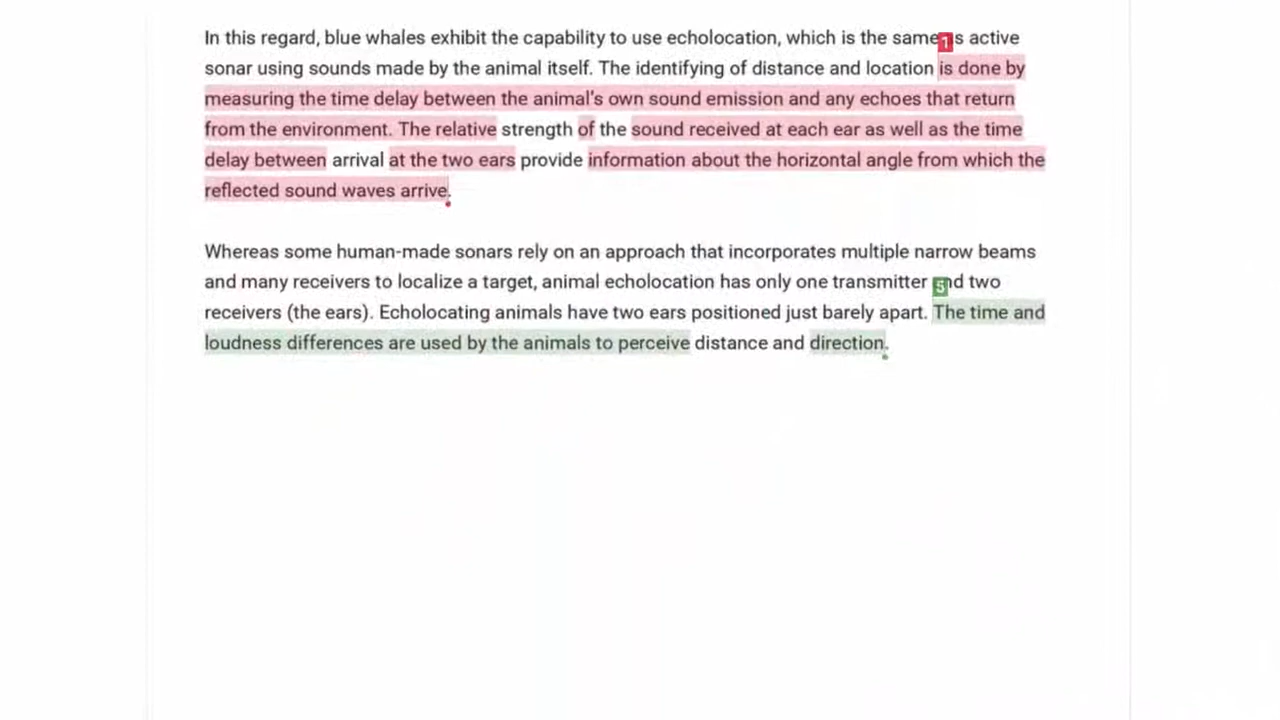 In this regard, blue whales exhibit the capability to use echolocation, which is the same 1 s active
sonar using sounds made by the animal itself. The identifying of distance and location is done by
measuring the time delay between the animal's own sound emission and any echoes that return
from the environment. The relative strength of the sound received at each ear as well as the time
delay between arrival at the two ears provide information about the horizontal angle from which the
reflected sound waves arrive.
Whereas some human-made sonars rely on an approach that incorporates multiple narrow beams
and many receivers to localize a target, animal echolocation has only one transmitter 5 nd two
receivers (the ears). Echolocating animals have two ears positioned just barely apart. The time and
loudness differences are used by the animals to perceive distance and direction.